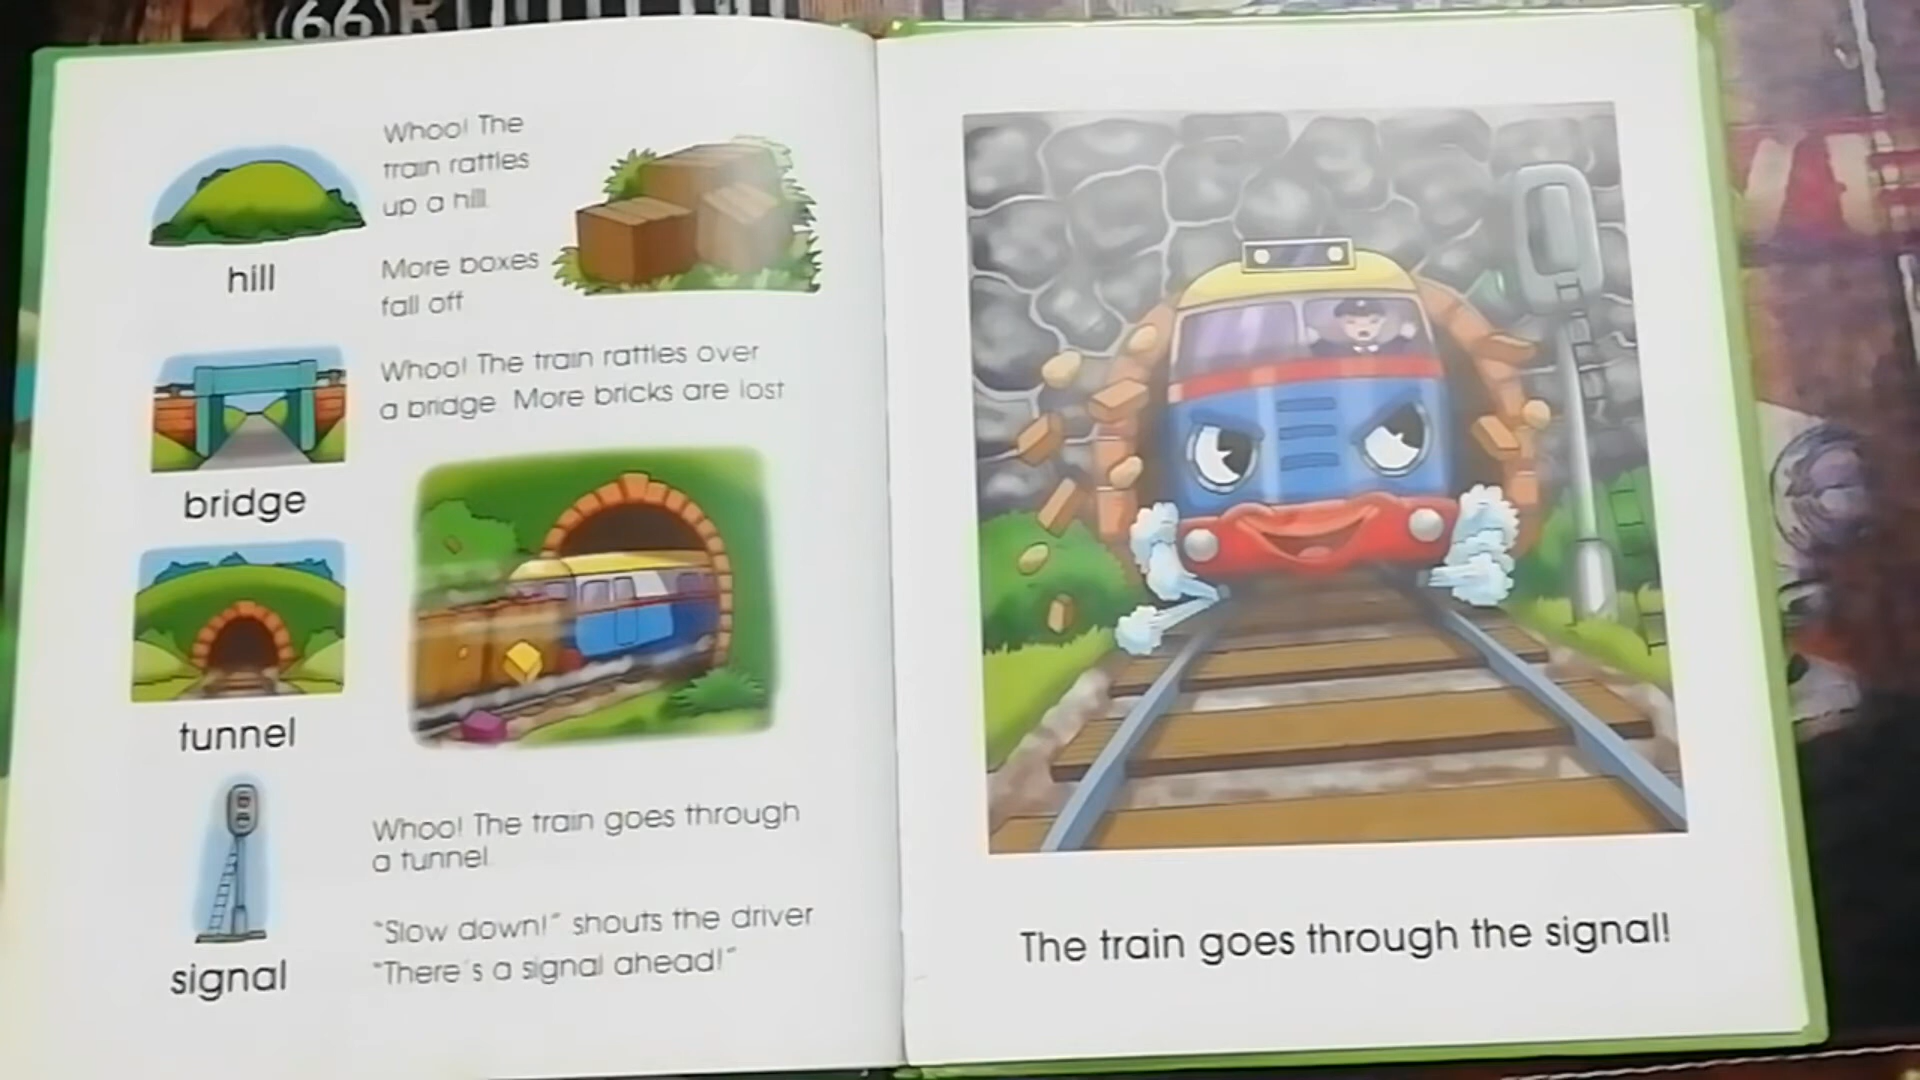 (66)R
Whoo! The
train rattles
up a hill.
hill
More boxes
fall off
Whoo! The train rattles over
a bridge. More bricks are lost
bridge
tunnel
Whoo! The train goes through
a tunnel.
"Slow down!" shouts the driver
"There's a signal ahead!"
signal
The train goes through the signal!